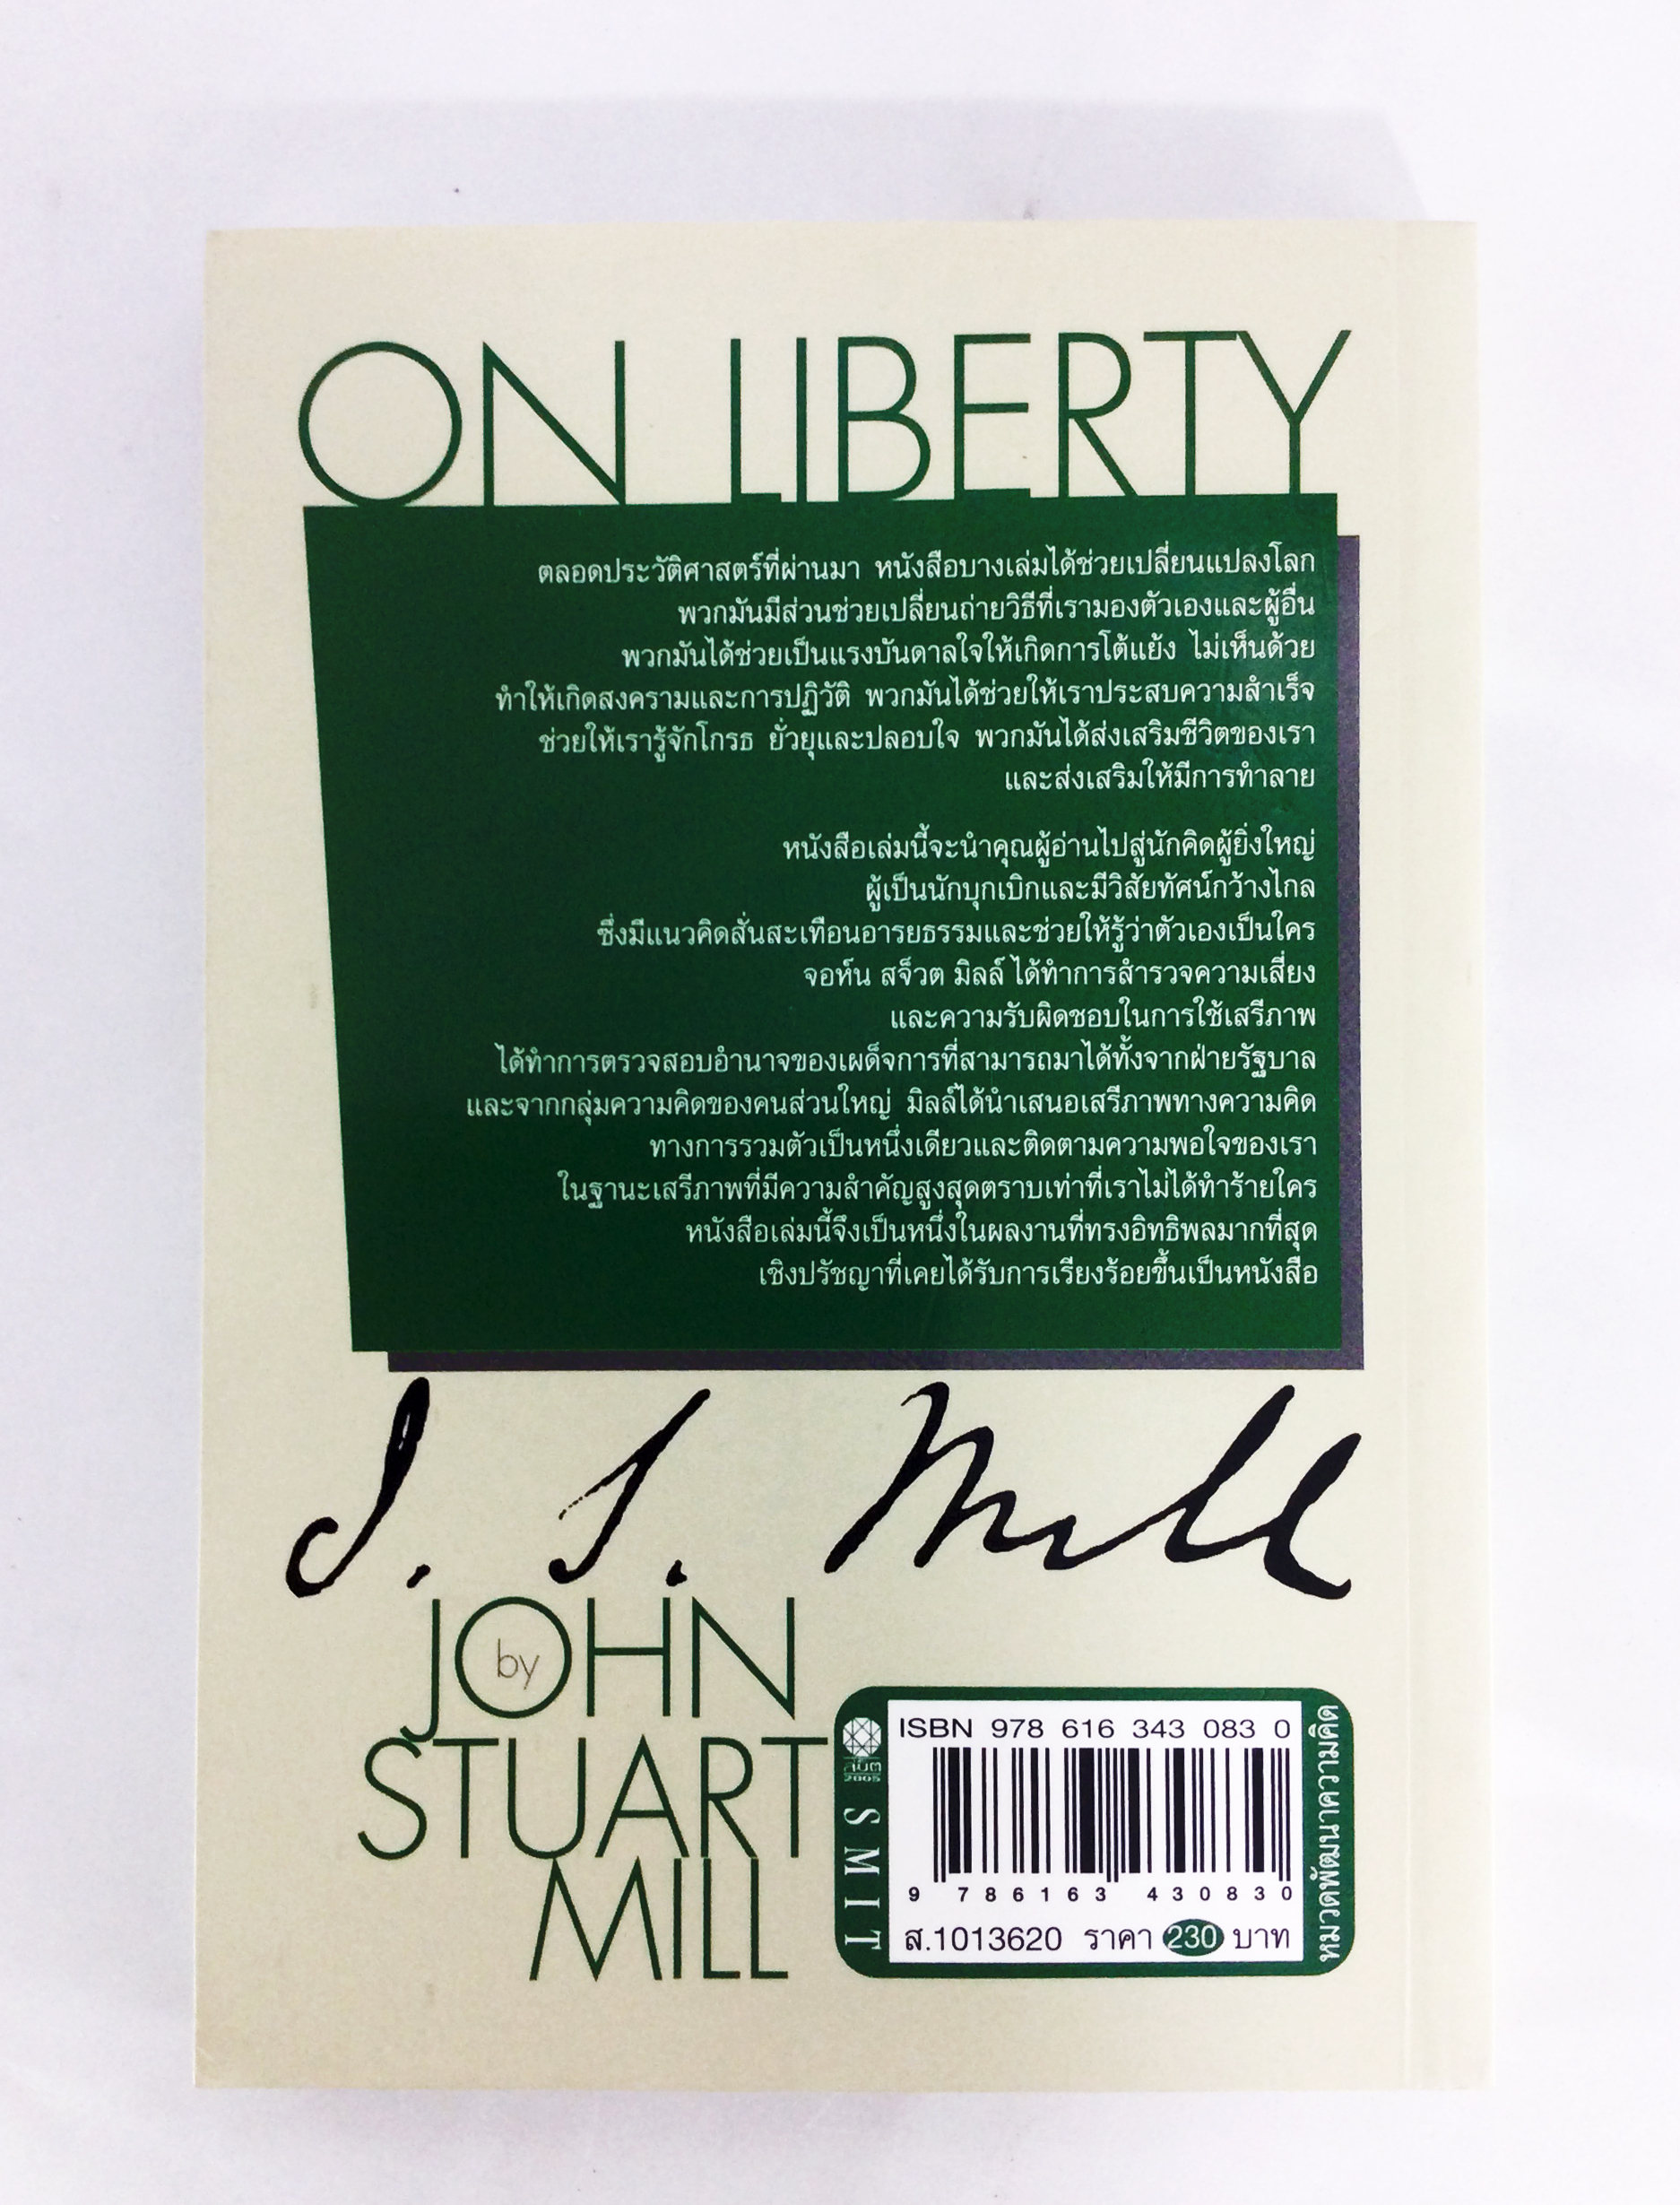 ON LIBERTY
ตลอดประวัติศาสตร์ที่ผ่านมา หนังสือบางเล่มได้ช่วยเปลี่ยนแปลงโลก
พวกมันมีส่วนช่วยเปลี่ยนถ่ายวิธีที่เรามองตัวเองและผู้อื่น
พวกมันได้ช่วยเป็นแรงบันดาลใจให้เกิดการโต้แย้ง ไม่เห็นด้วย
ทำให้เกิดสงครามและการปฏิวัติ พวกมันได้ช่วยให้เราประสบความสำเร็จ
ช่วยให้เรารู้จักโกรธ ยั่วยุและปลอบใจ พวกมันได้ส่งเสริมชีวิตของเรา
และส่งเสริมให้มีการทำลาย
หนังสือเล่มนี้จะนำคุณผู้อ่านไปสู่นักคิดผู้ยิ่งใหญ่
ผู้เป็นนักบุกเบิกและมีวิสัยทัศน์กว้างไกล
ซึ่งมีแนวคิดสั่นสะเทือนอารยธรรมและช่วยให้รู้ว่าตัวเองเป็นใคร
จอห์น สจ็วต มิลล์ ได้ทำการสำรวจความเสี่ยง
และความรับผิดชอบในการใช้เสรีภาพ
ได้ทำการตรวจสอบอำนาจของเผด็จการที่สามารถมาได้ทั้งจากฝ่ายรัฐบาล
และจากกลุ่มความคิดของคนส่วนใหญ่ มิลล์ได้นำเสนอเสรีภาพทางความคิด
ทางการรวมตัวเป็นหนึ่งเดียวและติดตามความพอใจของเรา
ในฐานะเสรีภาพที่มีความสำคัญสูงสุดตราบเท่าที่เราไม่ได้ทำร้ายใคร
หนังสือเล่มนี้จึงเป็นหนึ่งในผลงานที่ทรงอิทธิพลมากที่สุด
เชิงปรัชญาที่เคยได้รับการเรียงร้อยขึ้นเป็นหนังสือ
J. S. Mill
by
JOHN
STUART
MILL
สมิต
2005
SMIT
ISBN 978 616 343 083 0
9 786163 430830
ส.1013620 ราคา 230 บาท
หมวดพัฒนาความคิด